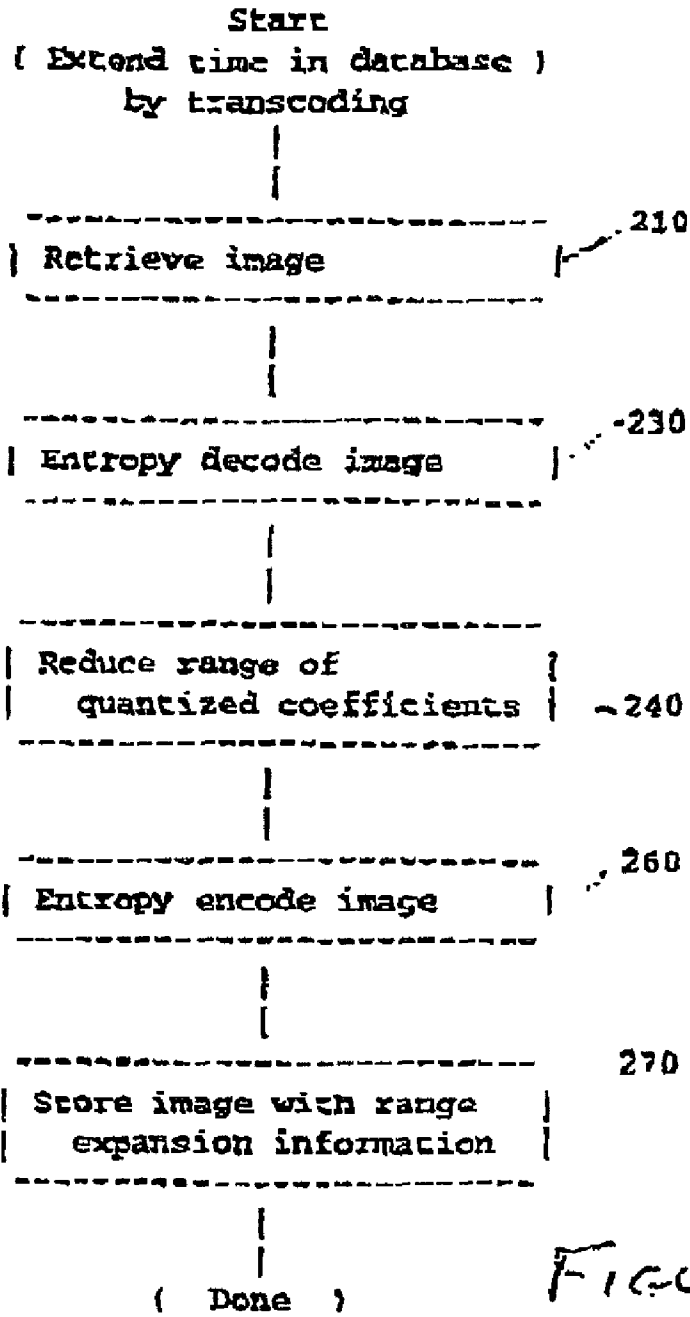 Start
( Extend time in database )
by transcoding
210
Retrieve image
230
Entropy decode image
Reduce range of
quantized coefficients
240
260
Entropy encode image
270
Store image with range
expansion information
( Done )